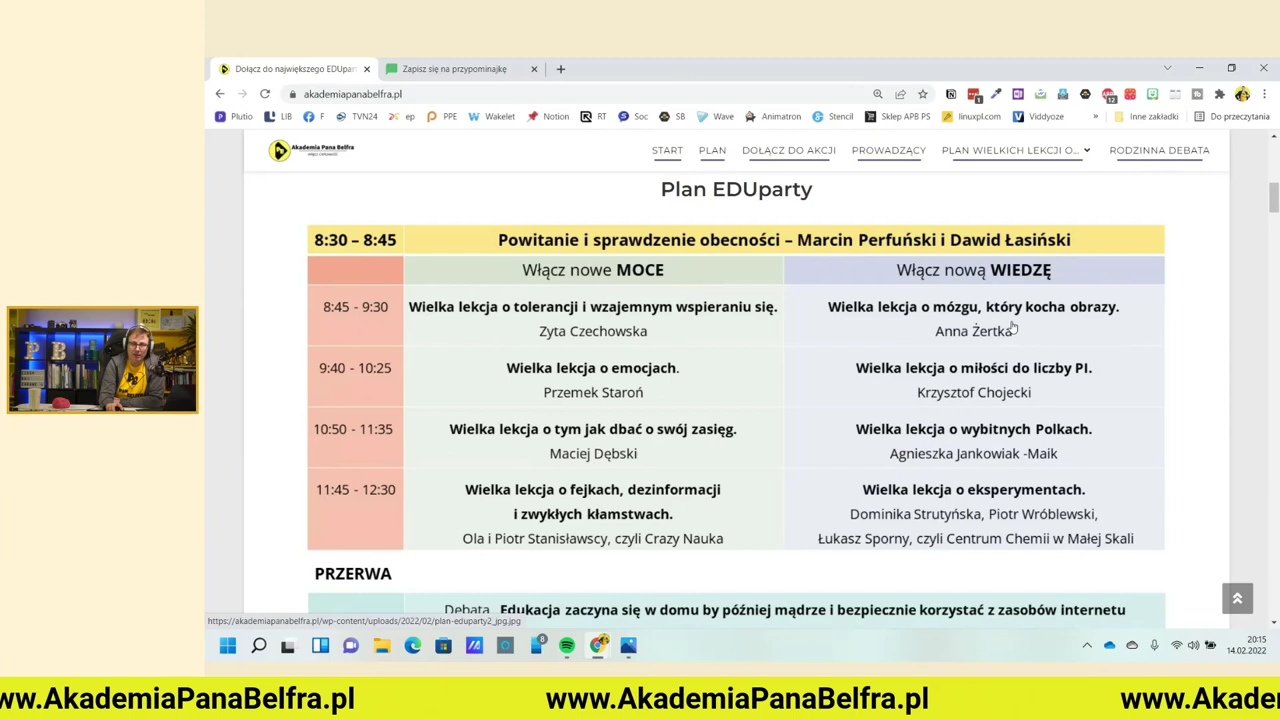 Dołącz do największego EDUpart
Zapisz się na przypominajkę
akademiapanabelfra.pl
Plutio
LIB
F
TVN24
ep
PPE
Wakelet
Notion
RT
Soc
SB
Wave
Animatron
Stencil
Sklep APB PS
linuxpl.com
Viddyoze
»
Inne zakładki
Do przeczytania
Akademia Pana Belfra
START
PLAN
DOŁĄCZ DO AKCJI
PROWADZĄCY
PLAN WIELKICH LEKCJI O...
RODZINNA DEBATA
Plan EDUparty
8:30 – 8:45
Powitanie i sprawdzenie obecności – Marcin Perfuński i Dawid Łasiński
Włącz nowe MOCE
Włącz nową WIEDZĘ
8:45 - 9:30
Wielka lekcja o tolerancji i wzajemnym wspieraniu się.
Zyta Czechowska
Wielka lekcja o mózgu, który kocha obrazy.
Anna Żertka
9:40 - 10:25
Wielka lekcja o emocjach.
Przemek Staroń
Wielka lekcja o miłości do liczby PI.
Krzysztof Chojecki
10:50 - 11:35
Wielka lekcja o tym jak dbać o swój zasięg.
Maciej Dębski
Wielka lekcja o wybitnych Polkach.
Agnieszka Jankowiak -Maik
11:45 - 12:30
Wielka lekcja o fejkach, dezinformacji
i zwykłych kłamstwach.
Ola i Piotr Stanisławscy, czyli Crazy Nauka
Wielka lekcja o eksperymentach.
Dominika Strutyńska, Piotr Wróblewski,
Łukasz Sporny, czyli Centrum Chemii w Małej Skali
PRZERWA
Debata Edukacja zaczyna się w domu by później mądrze i bezpiecznie korzystać z zasobów internetu
https://akademiapanabelfra.pl/wp-content/uploads/2022/02/plan-eduparty2_jpg.jpg
20:15
14.02.2022
ww.AkademiaPanaBelfra.pl
www.AkademiaPanaBelfra.pl
www.Akade